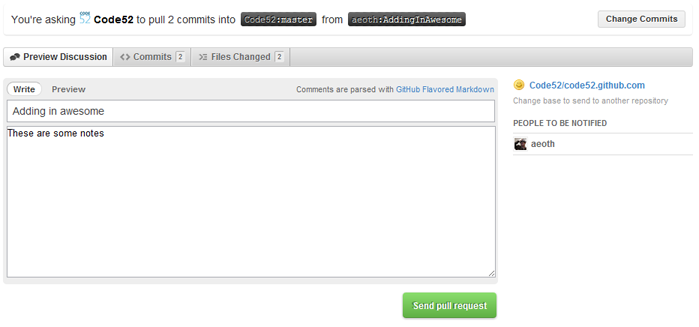 You're asking CODE 52 Code52 to pull 2 commits into Code52:master from aeoth:AddingInAwesome Change Commits
Preview Discussion Commits 2 Files Changed 2
Write Preview Comments are parsed with GitHub Flavored Markdown
Adding in awesome
These are some notes
Send pull request
Code52/code52.github.com
Change base to send to another repository
PEOPLE TO BE NOTIFIED
aeoth